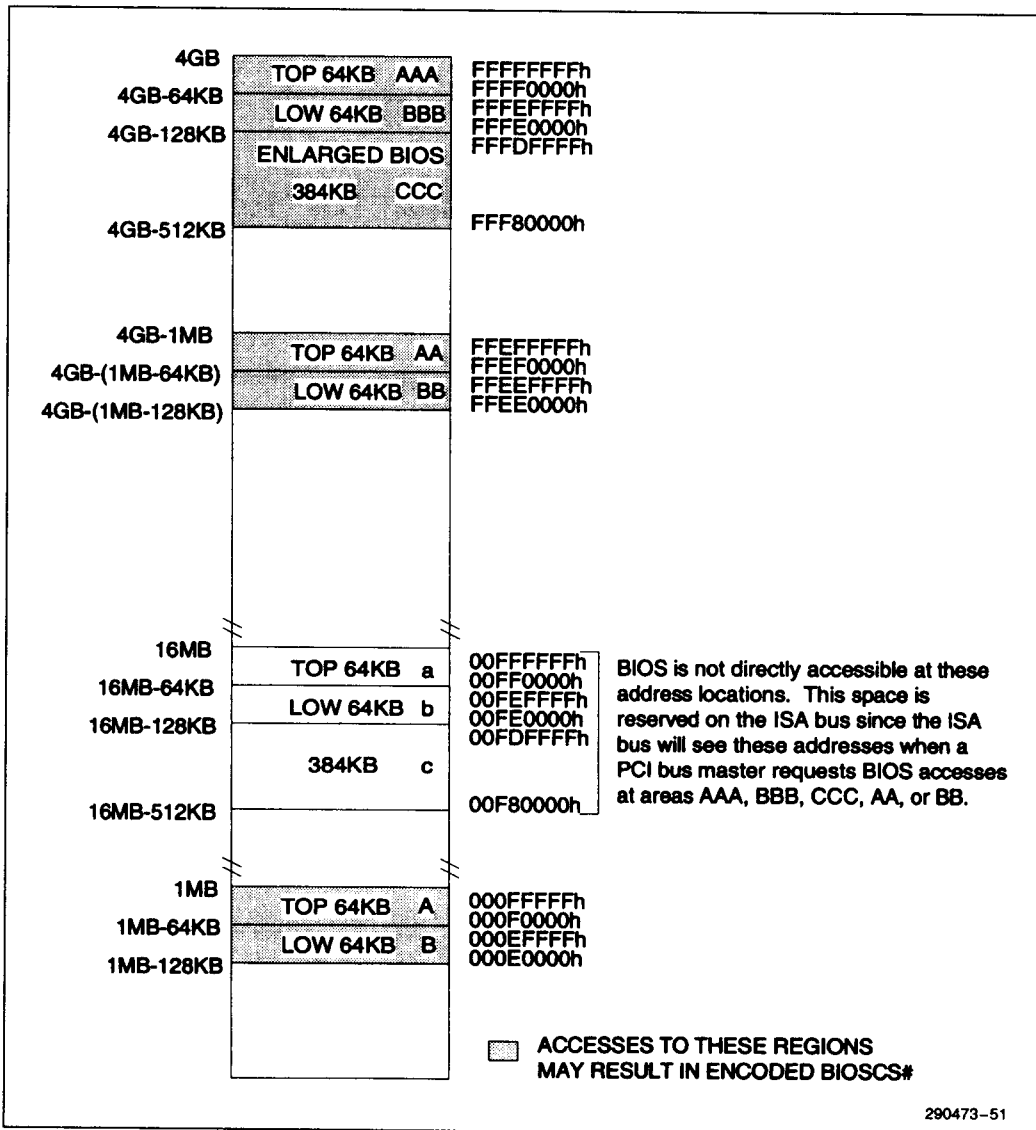 4GB
TOP 64KB AAA
FFFFFFFFh
4GB-64KB
FFFF0000h
LOW 64KB BBB
FFFEFFFFh
4GB-128KB
FFFE0000h
FFFDFFFFh
ENLARGED BIOS
384KB CCC
4GB-512KB
FFF80000h
4GB-1MB
TOP 64KB AA
FFEFFFFFh
4GB-(1MB-64KB)
FFEF0000h
LOW 64KB BB
FFEEFFFFh
4GB-(1MB-128KB)
FFEE0000h
16MB
TOP 64KB a
00FFFFFFh
16MB-64KB
00FF0000h
LOW 64KB b
00FEFFFFh
16MB-128KB
00FE0000h
00FDFFFFh
384KB c
16MB-512KB
00F80000h
BIOS is not directly accessible at these
address locations. This space is
reserved on the ISA bus since the ISA
bus will see these addresses when a
PCI bus master requests BIOS accesses
at areas AAA, BBB, CCC, AA, or BB.
1MB
TOP 64KB A
000FFFFFh
1MB-64KB
000F0000h
LOW 64KB B
000EFFFFh
1MB-128KB
000E0000h
ACCESSES TO THESE REGIONS
MAY RESULT IN ENCODED BIOSCS#
290473-51